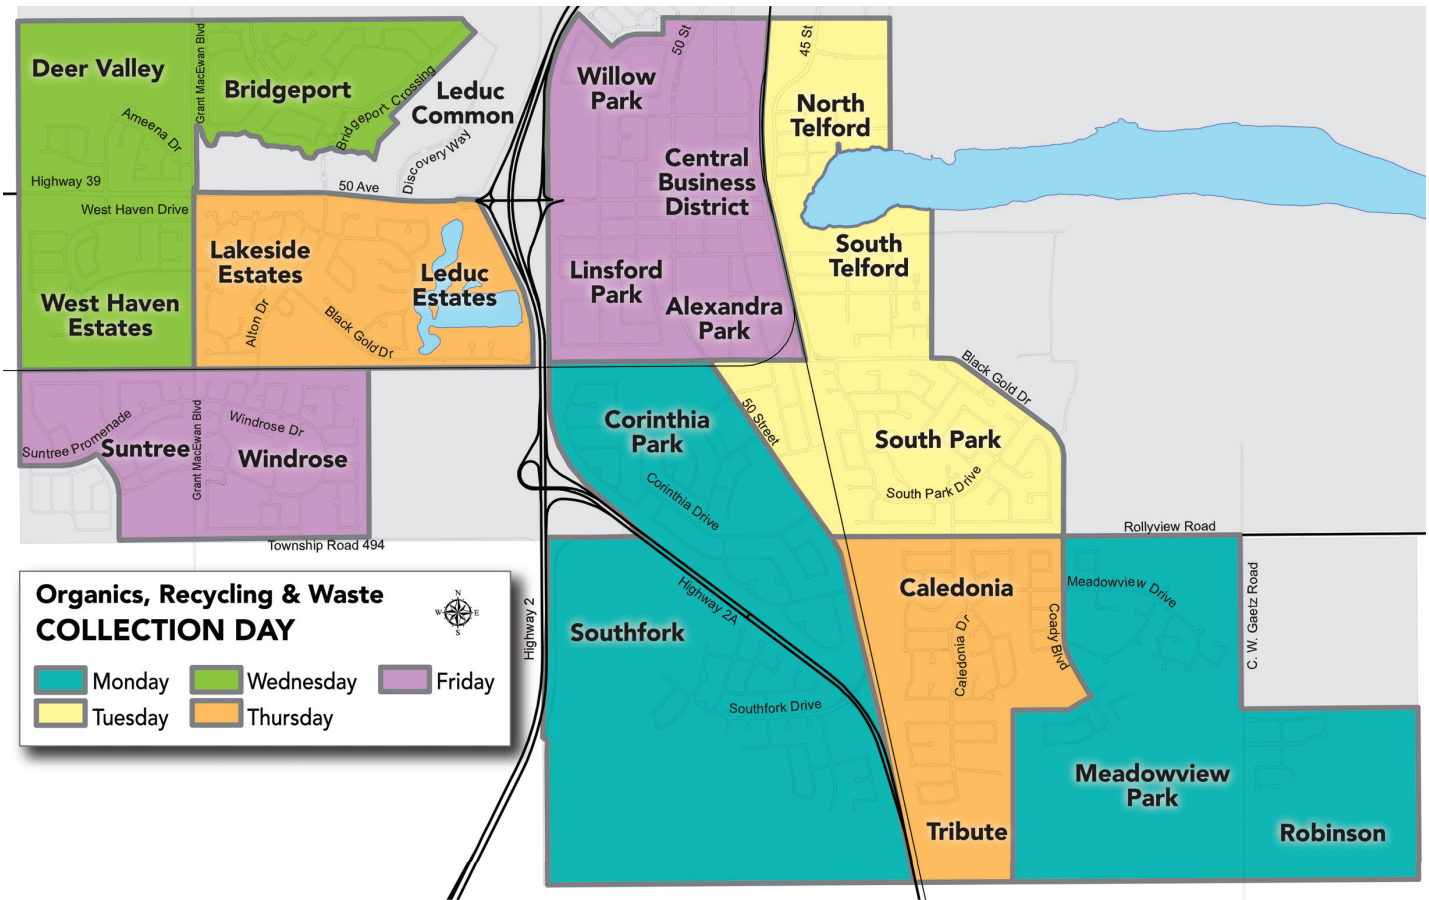 Deer Valley
Grant MacEwan Blvd
Bridgeport
Bridgeport Crossing
Leduc
Common
Discovery Way
Ameena Dr
Highway 39
50 Ave
West Haven Drive
West Haven
Estates
Lakeside
Estates
Leduc
Estates
Alton Dr
Black Gold Dr
Willow
Park
50 St
45 St
North
Telford
Central
Business
District
South
Telford
Linsford
Park
Alexandra
Park
Black Gold Dr
Suntree Promenade
Suntree
Grant MacEwan Blvd
Windrose Dr
Windrose
Township Road 494
Corinthia
Park
50 Street
Corinthia Drive
South Park
South Park Drive
Rollyview Road
Organics, Recycling & Waste
COLLECTION DAY
N
W
E
S
Monday
Wednesday
Friday
Tuesday
Thursday
Highway 2
Southfork
Highway 2A
Southfork Drive
Caledonia
Caledonia Dr
Coady Blvd
Meadowview Drive
C. W. Gaetz Road
Meadowview
Park
Tribute
Robinson